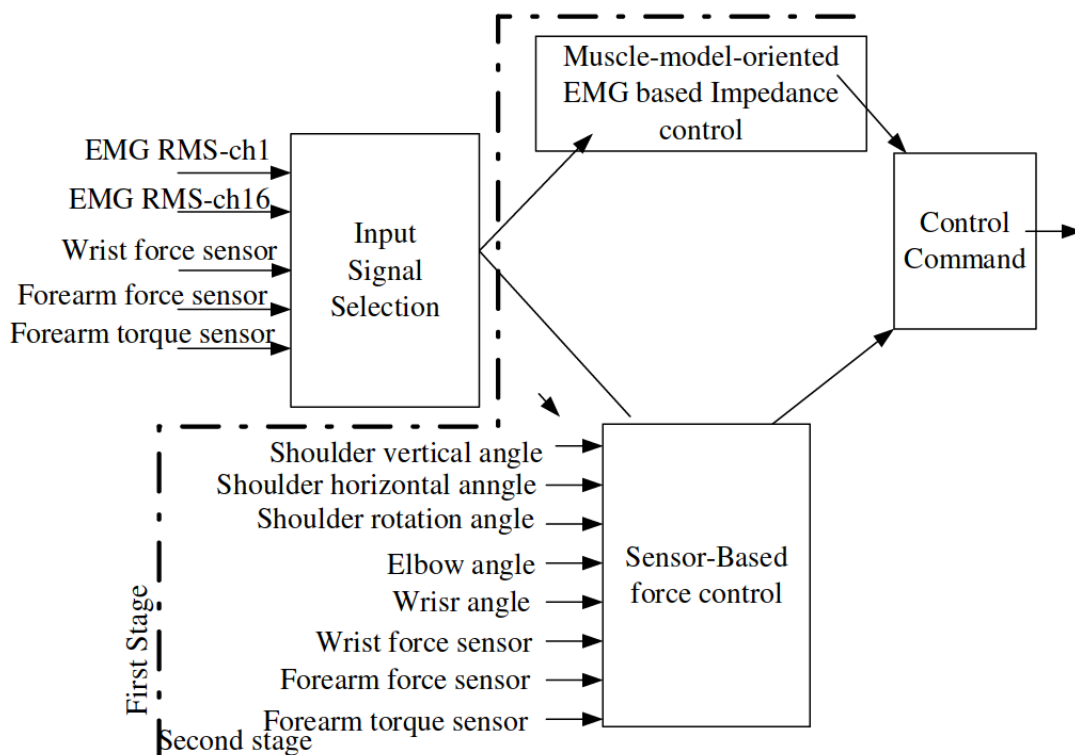 Muscle-model-oriented
EMG based Impedance
control
EMG RMS-ch1
EMG RMS-ch16
Wrist force sensor
Forearm force sensor
Forearm torque sensor
Input
Signal
Selection
Control
Command
Shoulder vertical angle
Shoulder horizontal anngle
Shoulder rotation angle
Elbow angle
Wrisr angle
Wrist force sensor
Forearm force sensor
Forearm torque sensor
Sensor-Based
force control
First Stage
Second stage